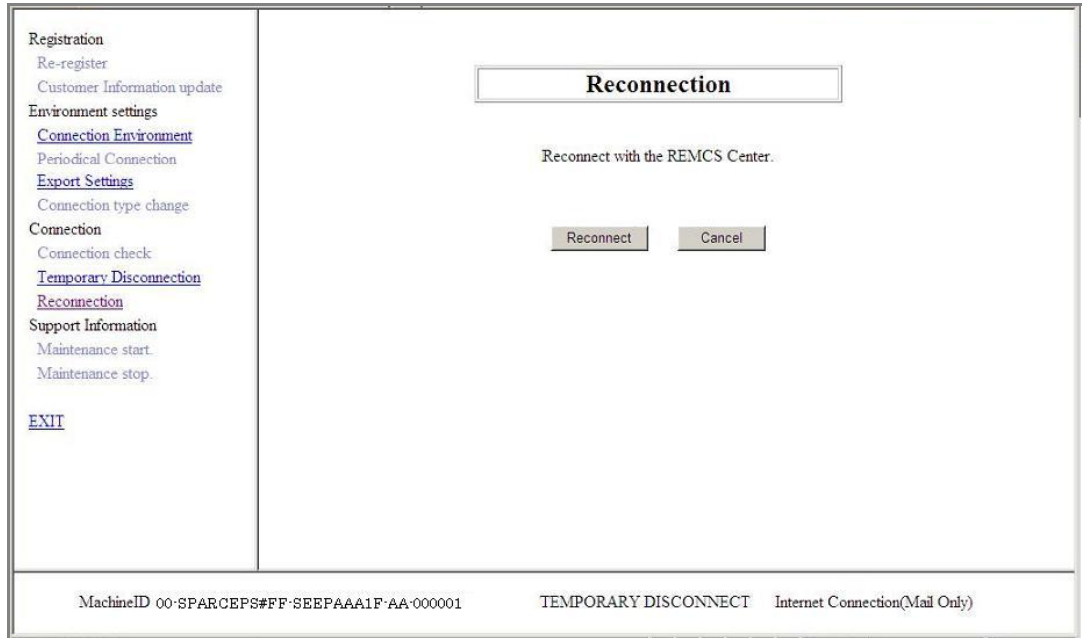 Registration
Re-register
Customer Information update
Environment settings
Connection Environment
Periodical Connection
Export Settings
Connection type change
Connection
Connection check
Temporary Disconnection
Reconnection
Support Information
Maintenance start.
Maintenance stop.
EXIT
Reconnection
Reconnect with the REMCS Center.
Reconnect Cancel
MachineID 00-SPARCEPS#FF-SEEPAAA1F-AA-000001 TEMPORARY DISCONNECT Internet Connection(Mail Only)